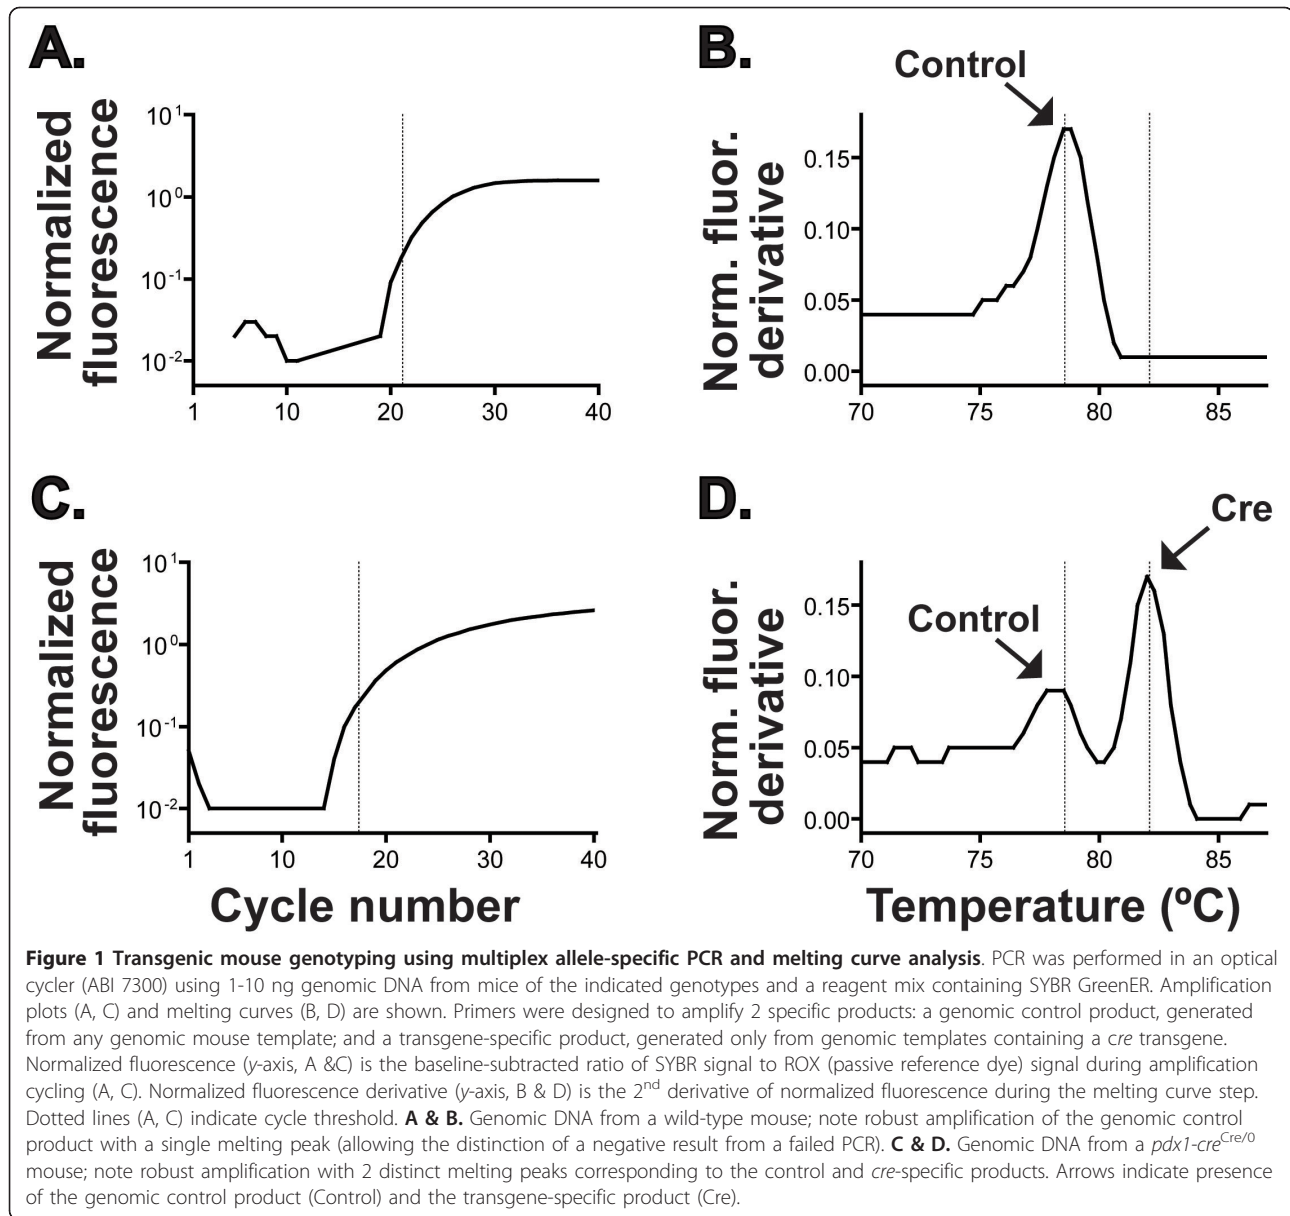 A.
Normalized
fluorescence
10¹
10⁰
10⁻¹
10⁻²
1 10 20 30 40
B.
Control
Norm. fluor.
derivative
0.15
0.10
0.05
0.00
70 75 80 85
C.
Normalized
fluorescence
10¹
10⁰
10⁻¹
10⁻²
1 10 20 30 40
Cycle number
D.
Cre
Control
Norm. fluor.
derivative
0.15
0.10
0.05
0.00
70 75 80 85
Temperature (ºC)
Figure 1 Transgenic mouse genotyping using multiplex allele-specific PCR and melting curve analysis. PCR was performed in an optical
cycler (ABI 7300) using 1-10 ng genomic DNA from mice of the indicated genotypes and a reagent mix containing SYBR GreenER. Amplification
plots (A, C) and melting curves (B, D) are shown. Primers were designed to amplify 2 specific products: a genomic control product, generated
from any genomic mouse template; and a transgene-specific product, generated only from genomic templates containing a cre transgene.
Normalized fluorescence (y-axis, A &C) is the baseline-subtracted ratio of SYBR signal to ROX (passive reference dye) signal during amplification
cycling (A, C). Normalized fluorescence derivative (y-axis, B & D) is the 2nd derivative of normalized fluorescence during the melting curve step.
Dotted lines (A, C) indicate cycle threshold. A & B. Genomic DNA from a wild-type mouse; note robust amplification of the genomic control
product with a single melting peak (allowing the distinction of a negative result from a failed PCR). C & D. Genomic DNA from a pdx1-creCre/0
mouse; note robust amplification with 2 distinct melting peaks corresponding to the control and cre-specific products. Arrows indicate presence
of the genomic control product (Control) and the transgene-specific product (Cre).